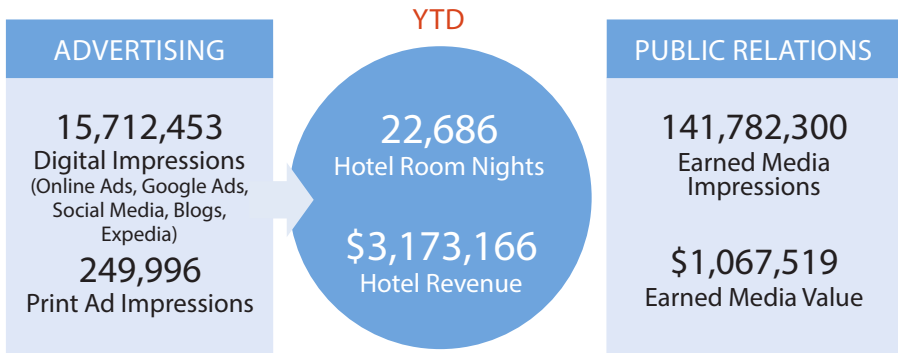 YTD
ADVERTISING
15,712,453
Digital Impressions
(Online Ads, Google Ads,
Social Media, Blogs,
Expedia)
249,996
Print Ad Impressions
22,686
Hotel Room Nights
$3,173,166
Hotel Revenue
PUBLIC RELATIONS
141,782,300
Earned Media
Impressions
$1,067,519
Earned Media Value